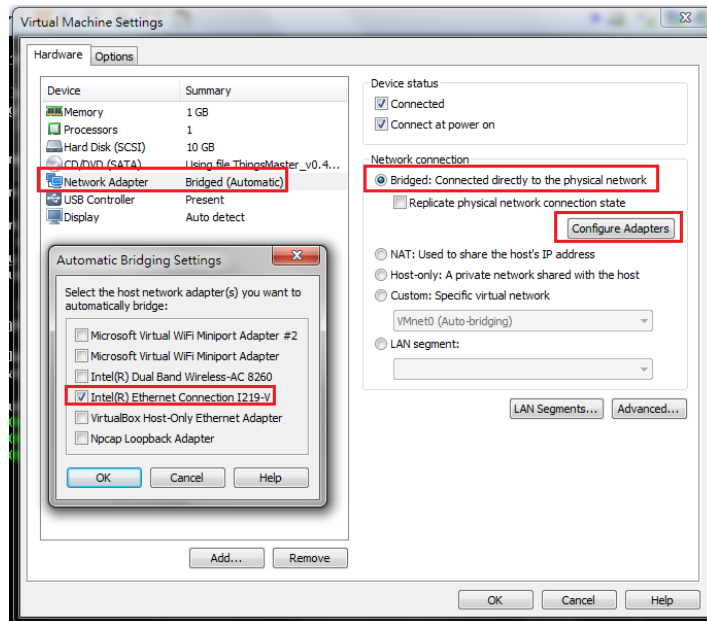 Virtual Machine Settings
Hardware Options
Device Summary
Memory 1 GB
Processors 1
Hard Disk (SCSI) 10 GB
CD/DVD (SATA) Using file ThingsMaster_v0.4...
Network Adapter Bridged (Automatic)
USB Controller Present
Display Auto detect
Automatic Bridging Settings
Select the host network adapter(s) you want to
automatically bridge:
Microsoft Virtual WiFi Miniport Adapter #2
Microsoft Virtual WiFi Miniport Adapter
Intel(R) Dual Band Wireless-AC 8260
Intel(R) Ethernet Connection I219-V
VirtualBox Host-Only Ethernet Adapter
Npcap Loopback Adapter
OK Cancel Help
Add... Remove
Device status
Connected
Connect at power on
Network connection
Bridged: Connected directly to the physical network
Replicate physical network connection state
Configure Adapters
NAT: Used to share the host's IP address
Host-only: A private network shared with the host
Custom: Specific virtual network
VMnet0 (Auto-bridging)
LAN segment:
LAN Segments... Advanced...
OK Cancel Help